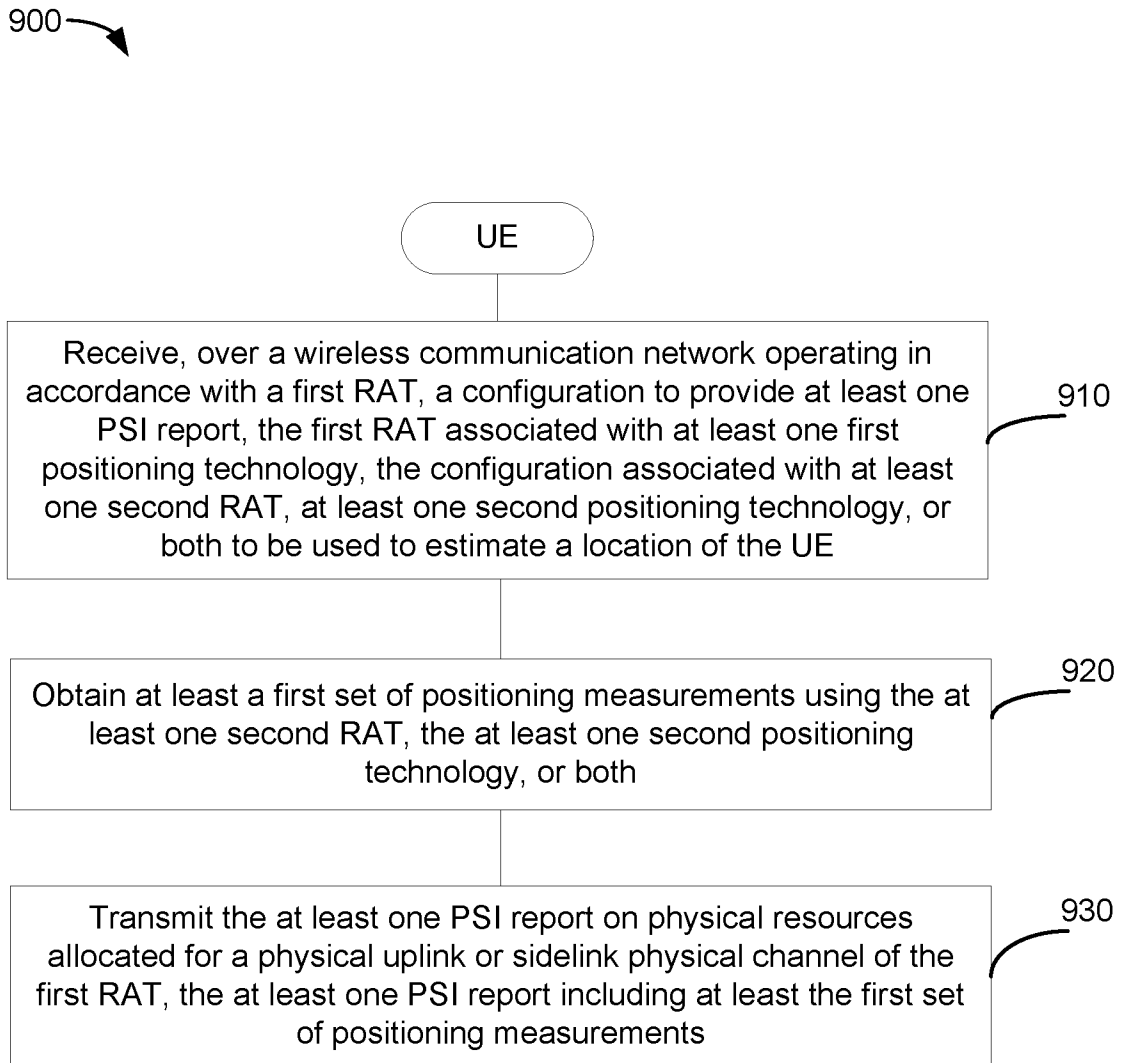 900
UE
Receive, over a wireless communication network operating in
accordance with a first RAT, a configuration to provide at least one
PSI report, the first RAT associated with at least one first
positioning technology, the configuration associated with at least
one second RAT, at least one second positioning technology, or
both to be used to estimate a location of the UE
910
Obtain at least a first set of positioning measurements using the at
least one second RAT, the at least one second positioning
technology, or both
920
Transmit the at least one PSI report on physical resources
allocated for a physical uplink or sidelink physical channel of the
first RAT, the at least one PSI report including at least the first set
of positioning measurements
930